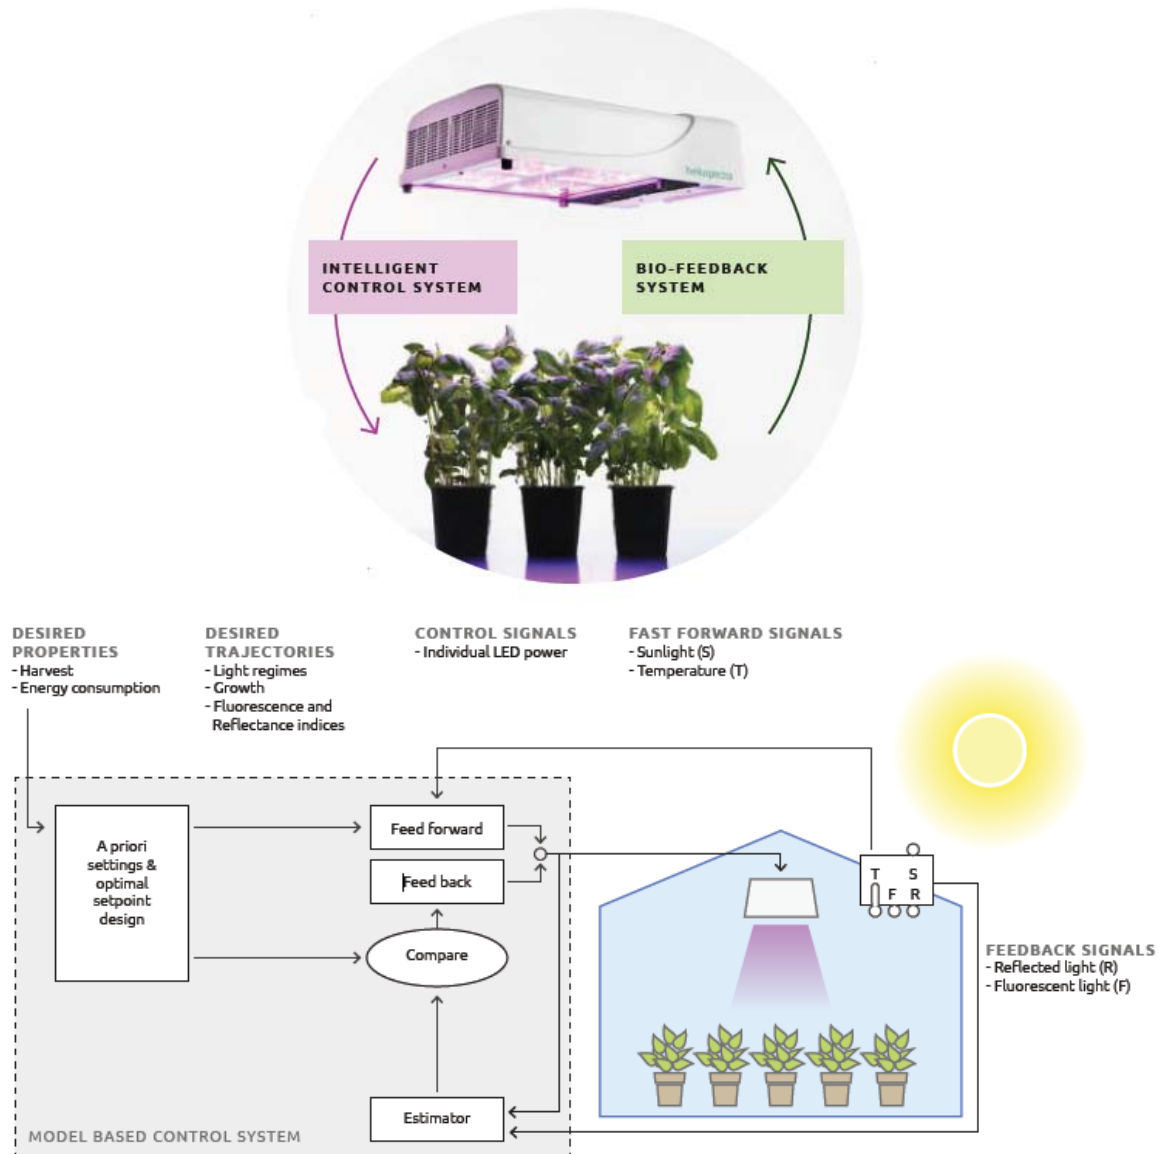 heliospectra
INTELLIGENT
CONTROL SYSTEM
BIO-FEEDBACK
SYSTEM
DESIRED
PROPERTIES
- Harvest
- Energy consumption
DESIRED
TRAJECTORIES
- Light regimes
- Growth
- Fluorescence and
Reflectance indices
CONTROL SIGNALS
- Individual LED power
FAST FORWARD SIGNALS
- Sunlight (S)
- Temperature (T)
A priori
settings &
optimal
setpoint
design
Feed forward
Feed back
Compare
Estimator
MODEL BASED CONTROL SYSTEM
T S
F R
FEEDBACK SIGNALS
- Reflected light (R)
- Fluorescent light (F)